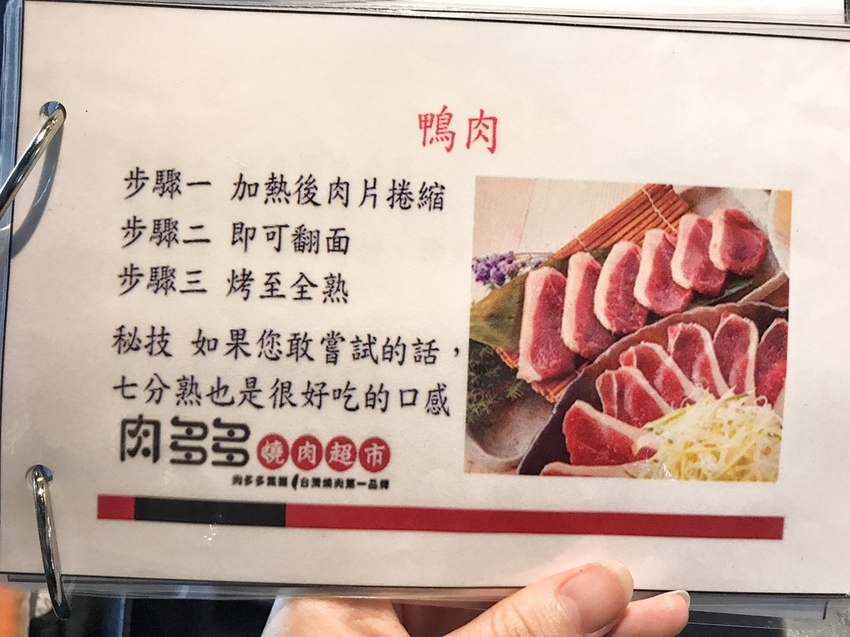 鴨肉
步驟一 加熱後肉片捲縮
步驟二 即可翻面
步驟三 烤至全熟
秘技 如果您敢嘗試的話，
七分熟也是很好吃的口感
肉多多 燒肉超市
肉多多集團 台灣燒肉第一品牌